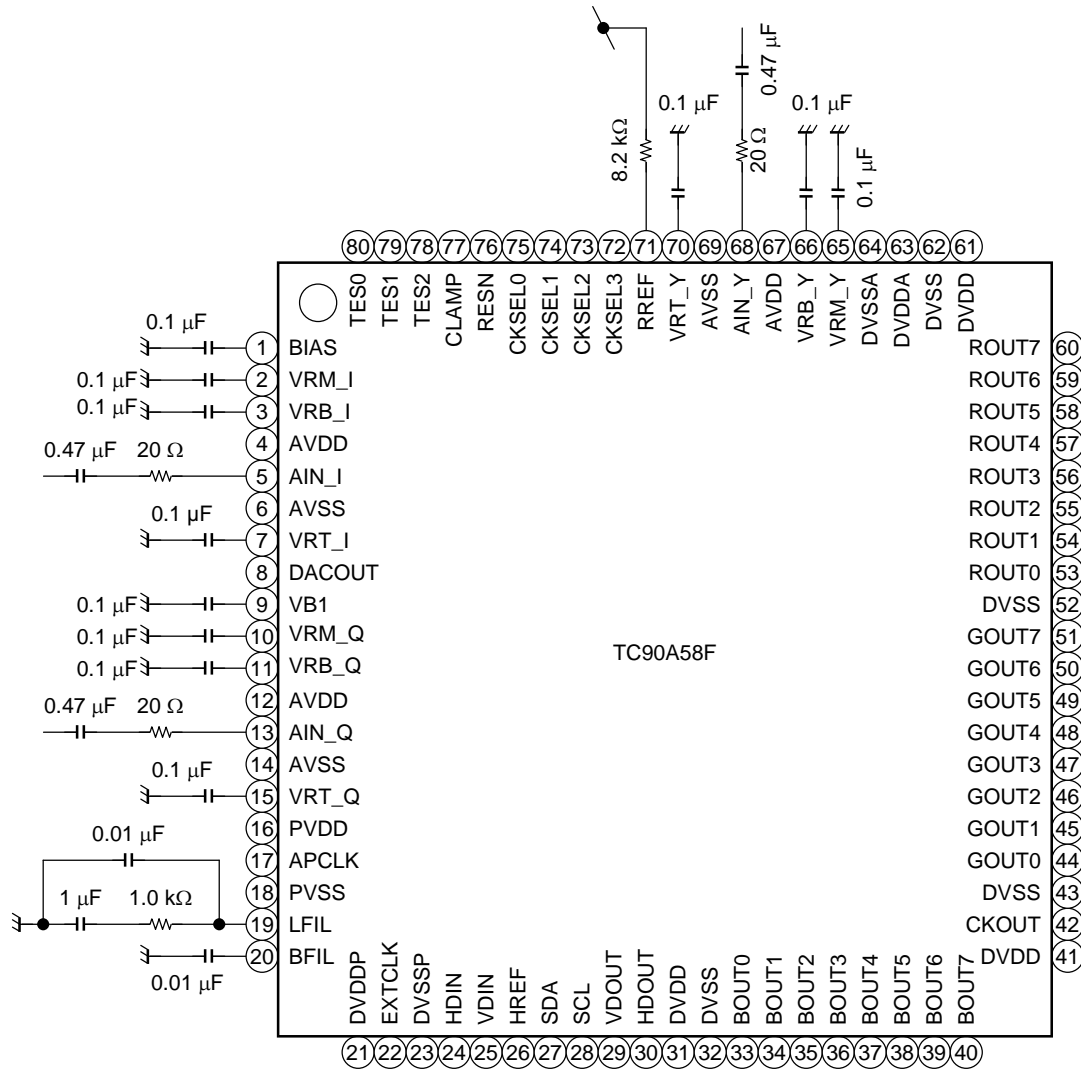 0.47 μF
0.1 μF
0.1 μF
8.2 kΩ
20 Ω
0.1 μF
80 79 78 77 76 75 74 73 72 71 70 69 68 67 66 65 64 63 62 61
TES0
TES1
TES2
CLAMP
RESN
CKSEL0
CKSEL1
CKSEL2
CKSEL3
RREF
VRT_Y
AVSS
AIN_Y
AVDD
VRB_Y
VRM_Y
DVSSA
DVDDA
DVSS
DVDD
0.1 μF
1 BIAS
0.1 μF 2 VRM_I
0.1 μF 3 VRB_I
4 AVDD
0.47 μF 20 Ω
5 AIN_I
6 AVSS
0.1 μF
7 VRT_I
8 DACOUT
0.1 μF 9 VB1
0.1 μF 10 VRM_Q
0.1 μF 11 VRB_Q
12 AVDD
0.47 μF 20 Ω
13 AIN_Q
14 AVSS
0.1 μF
15 VRT_Q
16 PVDD
0.01 μF
17 APCLK
18 PVSS
1 μF 1.0 kΩ
19 LFIL
20 BFIL
0.01 μF
TC90A58F
ROUT7 60
ROUT6 59
ROUT5 58
ROUT4 57
ROUT3 56
ROUT2 55
ROUT1 54
ROUT0 53
DVSS 52
GOUT7 51
GOUT6 50
GOUT5 49
GOUT4 48
GOUT3 47
GOUT2 46
GOUT1 45
GOUT0 44
DVSS 43
CKOUT 42
DVDD 41
DVDDP
EXTCLK
DVSSP
HDIN
VDIN
HREF
SDA
SCL
VDOUT
HDOUT
DVDD
DVSS
BOUT0
BOUT1
BOUT2
BOUT3
BOUT4
BOUT5
BOUT6
BOUT7
21 22 23 24 25 26 27 28 29 30 31 32 33 34 35 36 37 38 39 40